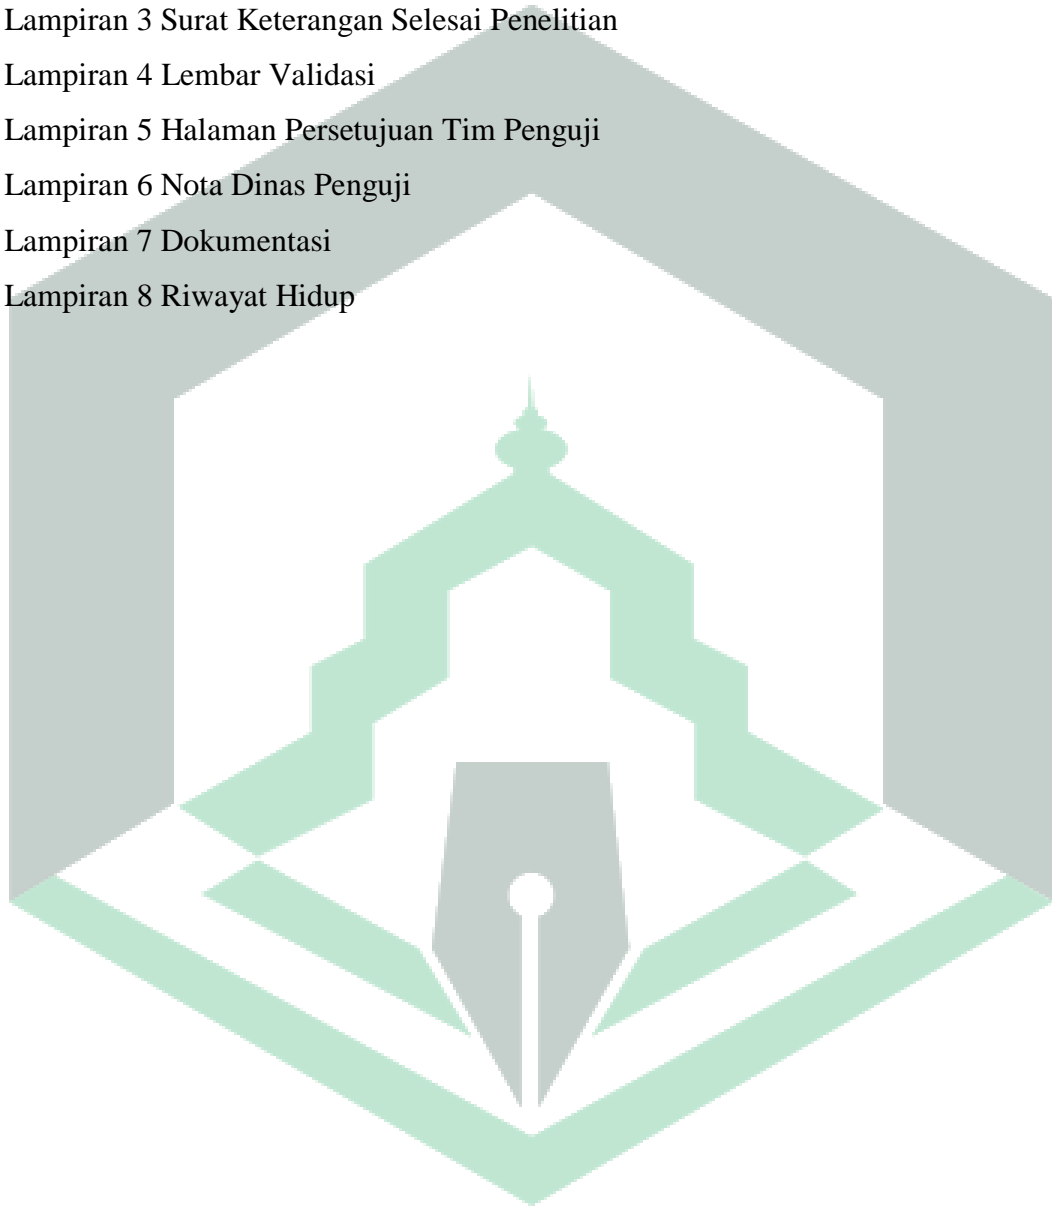 Lampiran 3 Surat Keterangan Selesai Penelitian
Lampiran 4 Lembar Validasi
Lampiran 5 Halaman Persetujuan Tim Penguji
Lampiran 6 Nota Dinas Penguji
Lampiran 7 Dokumentasi
Lampiran 8 Riwayat Hidup